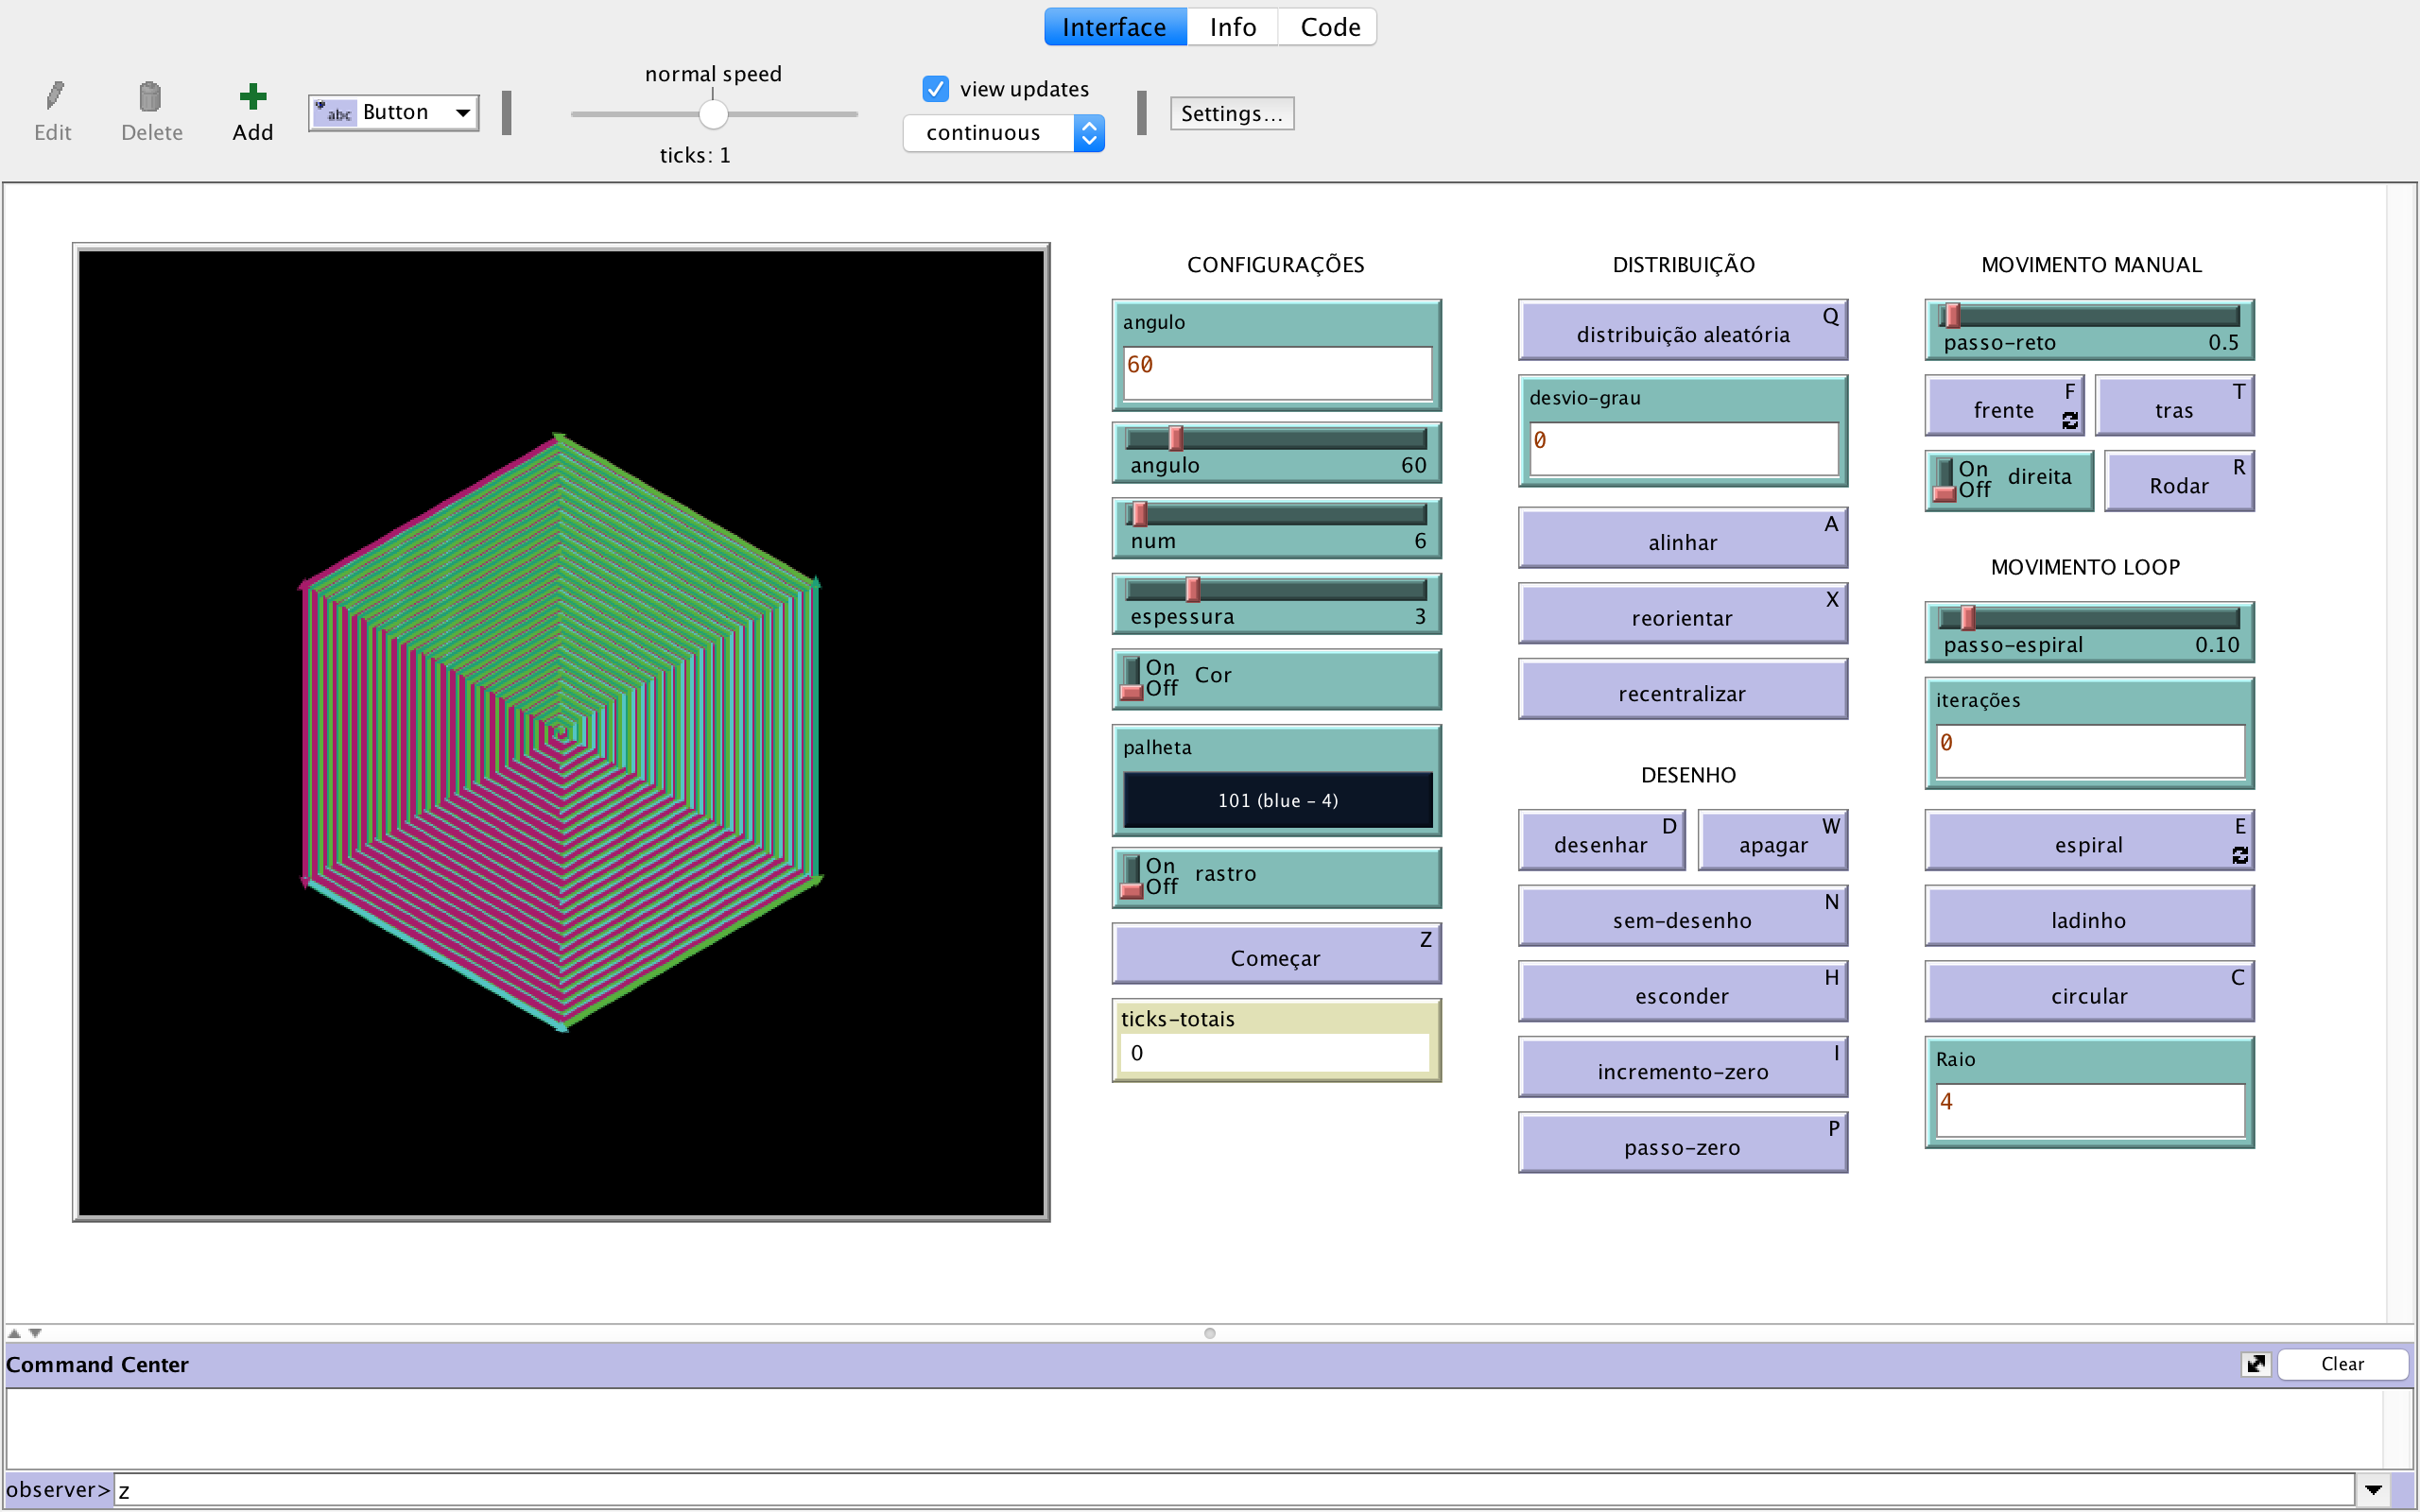 Interface Info Code
Edit Delete Add abc Button
normal speed
ticks: 1
view updates
continuous
Settings...
CONFIGURAÇÕES
angulo
60
angulo 60
num 6
espessura 3
On
Off Cor
palheta
101 (blue – 4)
On
Off rastro
Começar Z
ticks–totais
0
DISTRIBUIÇÃO
distribuição aleatória Q
desvio-grau
0
alinhar A
reorientar X
recentralizar
DESENHO
desenhar D apagar W
sem–desenho N
esconder H
incremento–zero I
passo–zero P
MOVIMENTO MANUAL
passo–reto 0.5
frente F tras T
On
Off direita Rodar R
MOVIMENTO LOOP
passo–espiral 0.10
iterações
0
espiral E
ladinho
circular C
Raio
4
Command Center Clear
observer> z